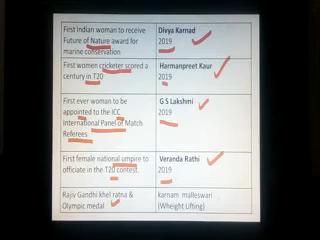 First Indian woman to receive
Future of Nature award for
marine conservation
Divya Karnad
2019
First women cricketer scored a
century in T20
Harmanpreet Kaur
2019
First ever woman to be
appointed to the ICC
International Panel of Match
Referees
G S Lakshmi
2019
First female national umpire to
officiate in the T20 contest.
Veranda Rathi
2019
Rajiv Gandhi khel ratna &
Olympic medal
karnam malleswari
(Wheight Lifting)